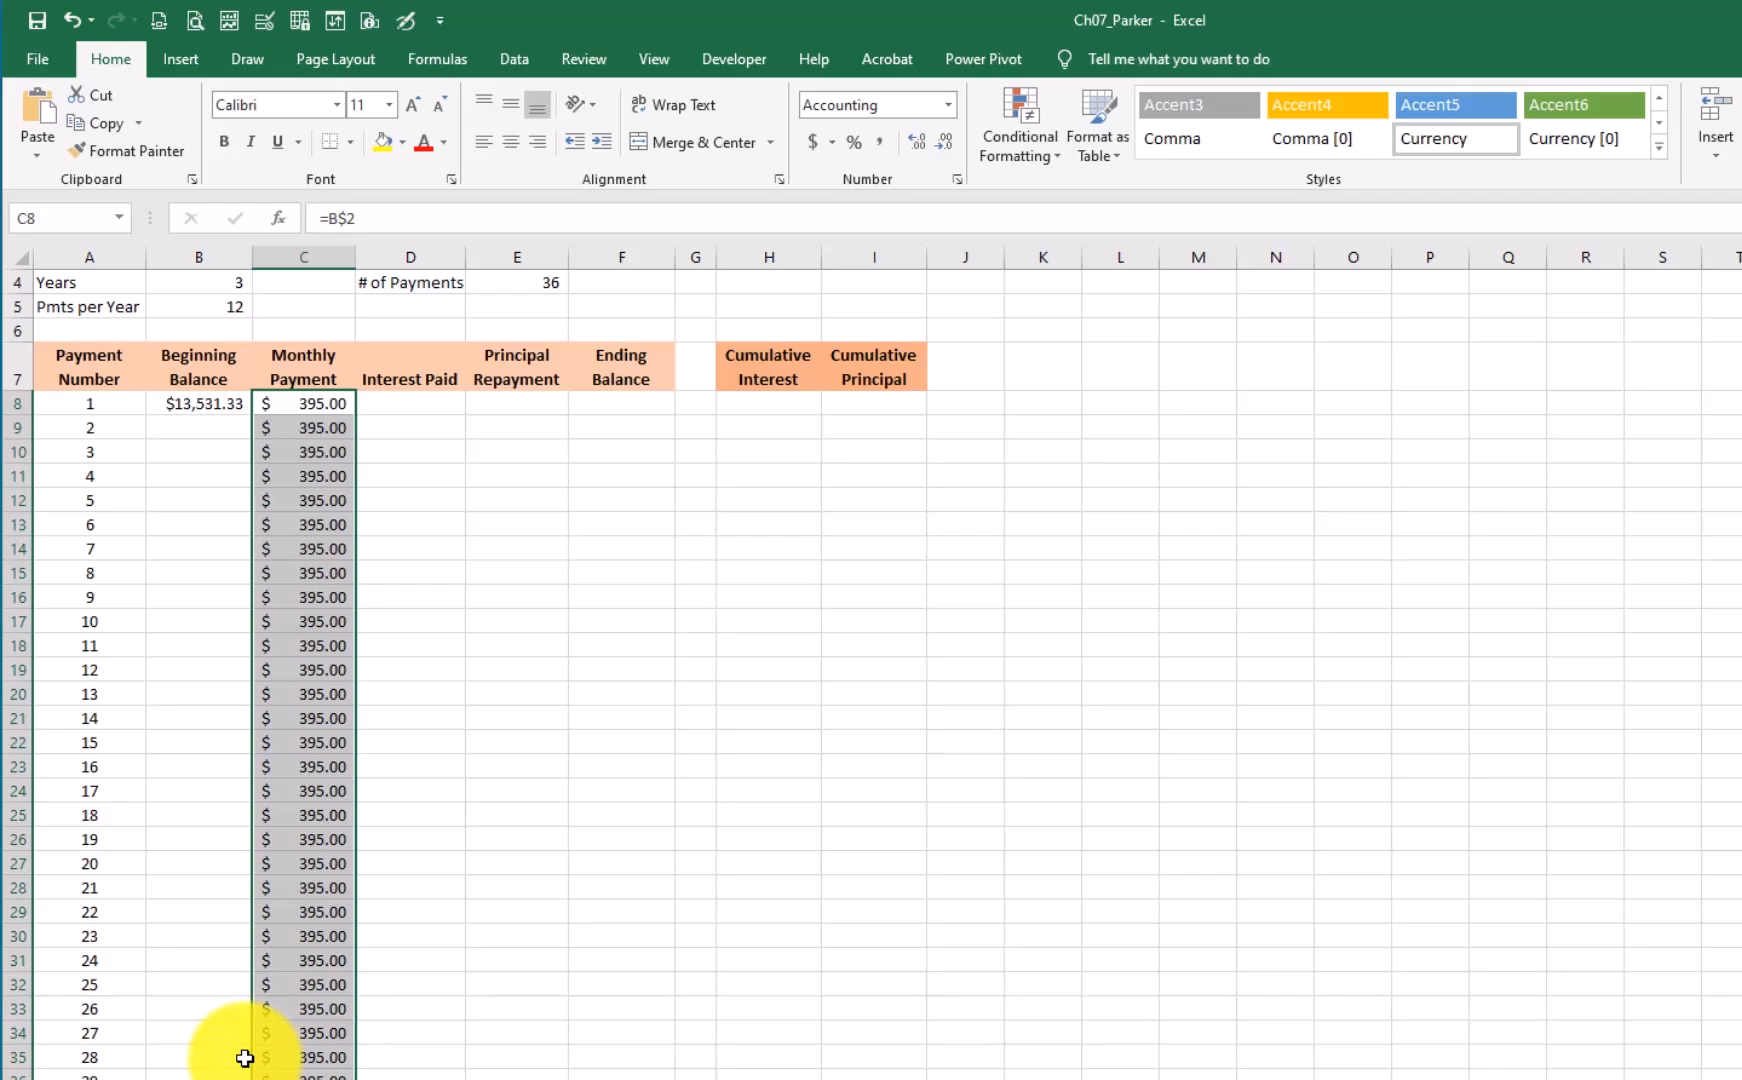 Ch07_Parker - Excel
File Home Insert Draw Page Layout Formulas Data Review View Developer Help Acrobat Power Pivot Tell me what you want to do
Paste
Cut
Copy
Format Painter
Clipboard
Calibri 11
B I U
Font
Wrap Text
Merge & Center
Alignment
Accounting
$ % ,
Number
Conditional Formatting
Format as Table
Accent3 Accent4 Accent5 Accent6
Comma Comma [0] Currency Currency [0]
Styles
Insert
C8 fx =B$2
A B C D E F G H I J K L M N O P Q R S T
4 Years 3 # of Payments 36
5 Pmts per Year 12
6
7 Payment Number Beginning Balance Monthly Payment Interest Paid Principal Repayment Ending Balance Cumulative Interest Cumulative Principal
8 1 $13,531.33 $ 395.00
9 2 $ 395.00
10 3 $ 395.00
11 4 $ 395.00
12 5 $ 395.00
13 6 $ 395.00
14 7 $ 395.00
15 8 $ 395.00
16 9 $ 395.00
17 10 $ 395.00
18 11 $ 395.00
19 12 $ 395.00
20 13 $ 395.00
21 14 $ 395.00
22 15 $ 395.00
23 16 $ 395.00
24 17 $ 395.00
25 18 $ 395.00
26 19 $ 395.00
27 20 $ 395.00
28 21 $ 395.00
29 22 $ 395.00
30 23 $ 395.00
31 24 $ 395.00
32 25 $ 395.00
33 26 $ 395.00
34 27 $ 395.00
35 28 $ 395.00